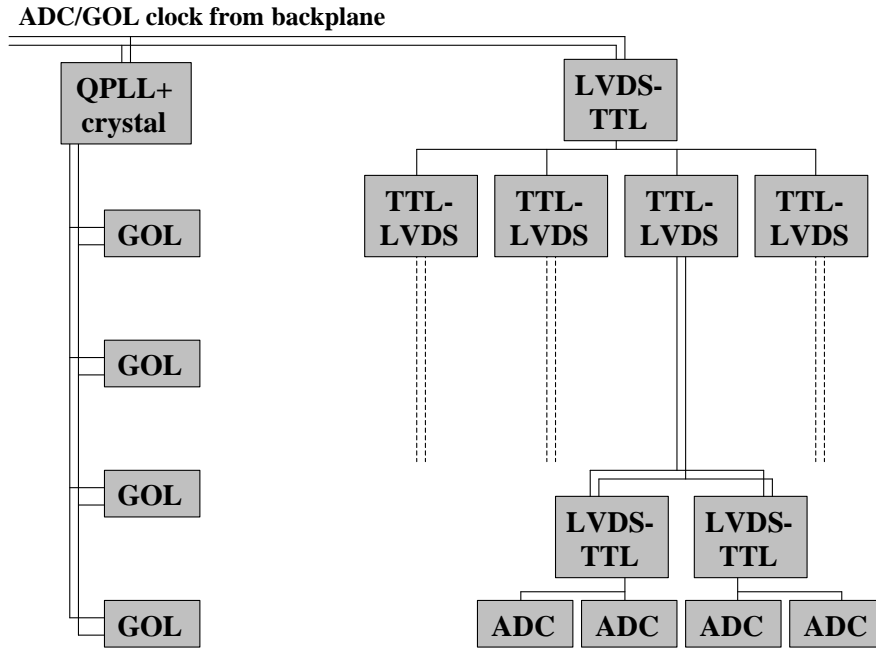 ADC/GOL clock from backplane
QPLL+
crystal
LVDS-
TTL
TTL-
LVDS
TTL-
LVDS
TTL-
LVDS
TTL-
LVDS
GOL
GOL
GOL
GOL
LVDS-
TTL
LVDS-
TTL
ADC
ADC
ADC
ADC